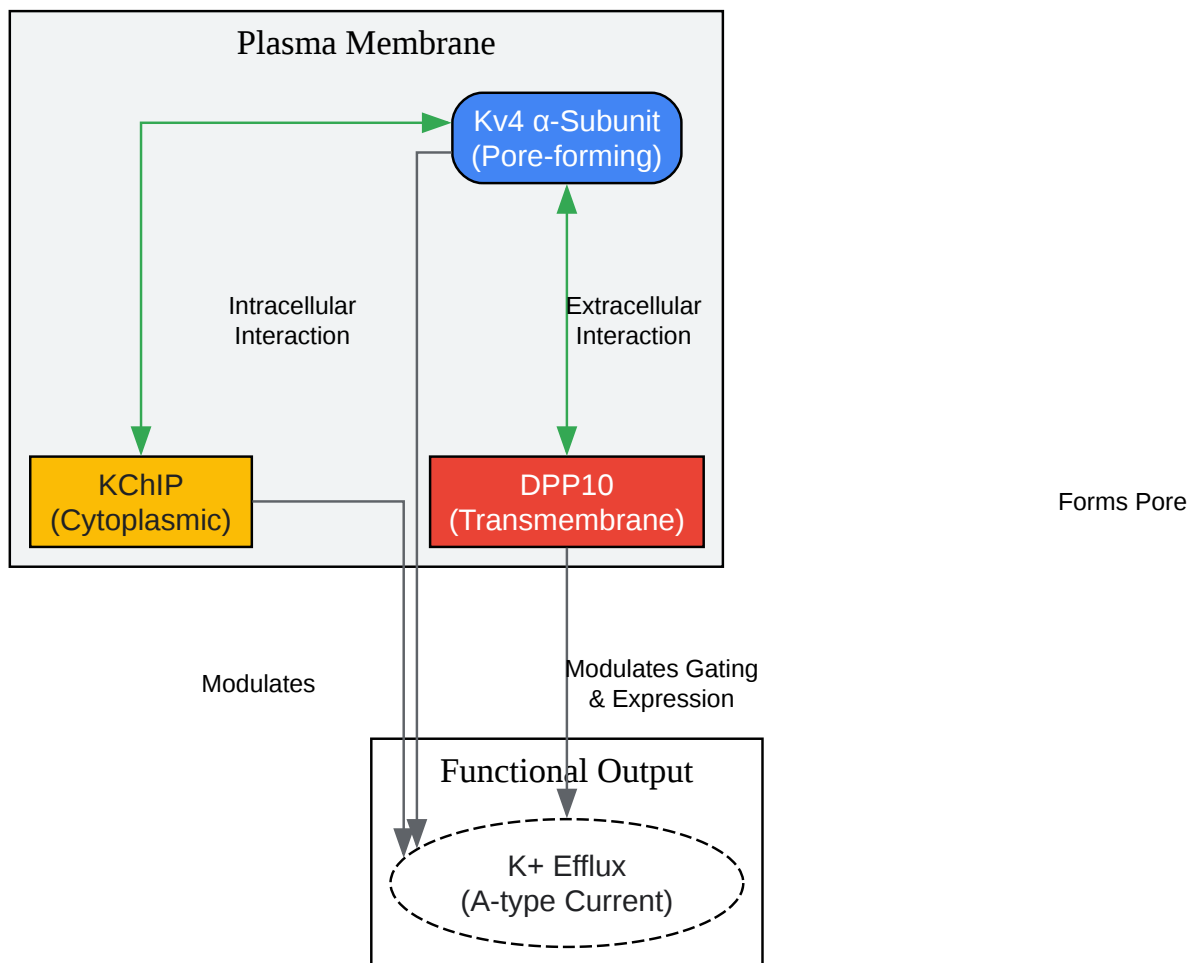 Plasma Membrane
Kv4 α-Subunit
(Pore-forming)
Intracellular
Interaction
Extracellular
Interaction
KChIP
(Cytoplasmic)
DPP10
(Transmembrane)
Forms Pore
Modulates
Modulates Gating
& Expression
Functional Output
K+ Efflux
(A-type Current)